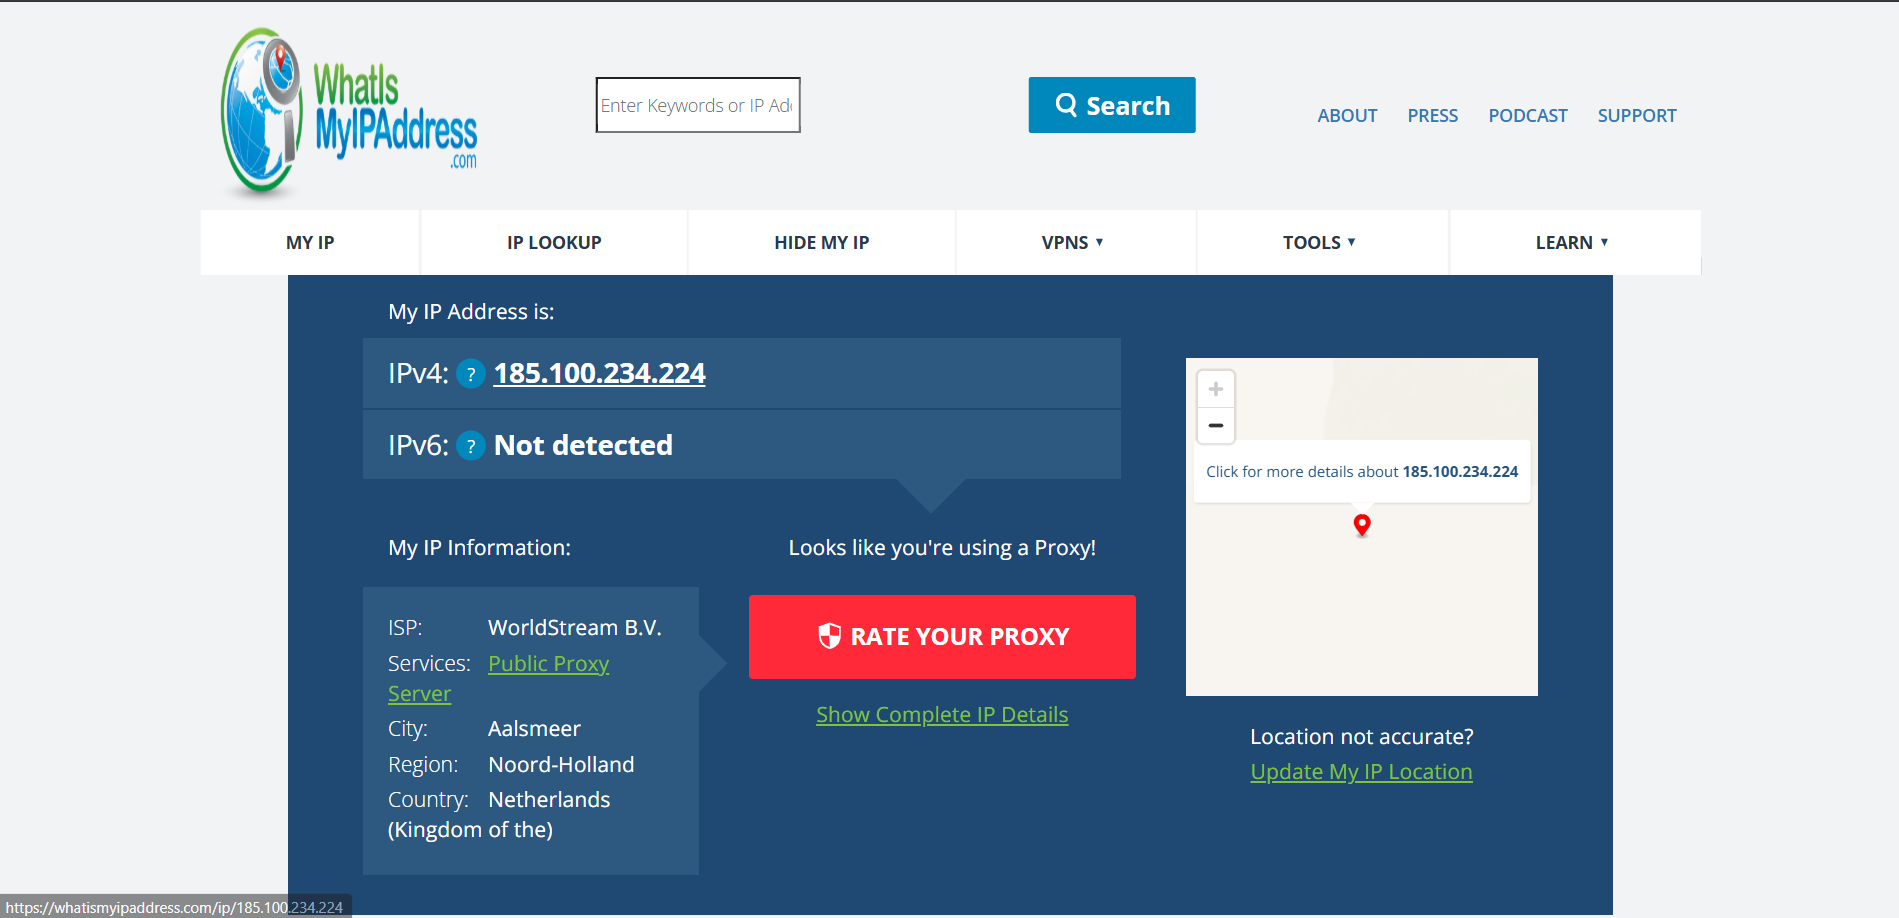 WhatIs
MyIPAddress
.com
Enter Keywords or IP Ad
Search
ABOUT
PRESS
PODCAST
SUPPORT
MY IP
IP LOOKUP
HIDE MY IP
VPNS ▼
TOOLS ▼
LEARN ▼
My IP Address is:
IPv4: ? 185.100.234.224
IPv6: ? Not detected
+
−
Click for more details about 185.100.234.224
My IP Information:
ISP: WorldStream B.V.
Services: Public Proxy
Server
City: Aalsmeer
Region: Noord-Holland
Country: Netherlands
(Kingdom of the)
Looks like you're using a Proxy!
RATE YOUR PROXY
Show Complete IP Details
Location not accurate?
Update My IP Location
https://whatismyipaddress.com/ip/185.100.234.224